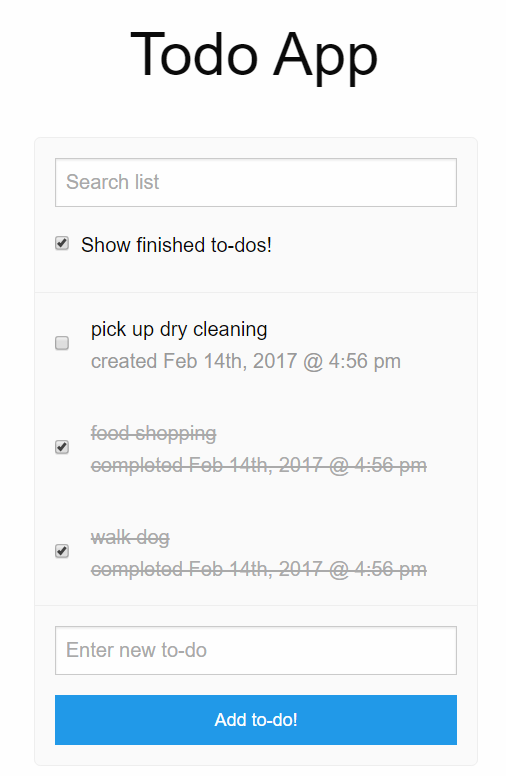 Todo App
Search list
Show finished to-dos!
pick up dry cleaning
created Feb 14th, 2017 @ 4:56 pm
food shopping
completed Feb 14th, 2017 @ 4:56 pm
walk dog
completed Feb 14th, 2017 @ 4:56 pm
Enter new to-do
Add to-do!